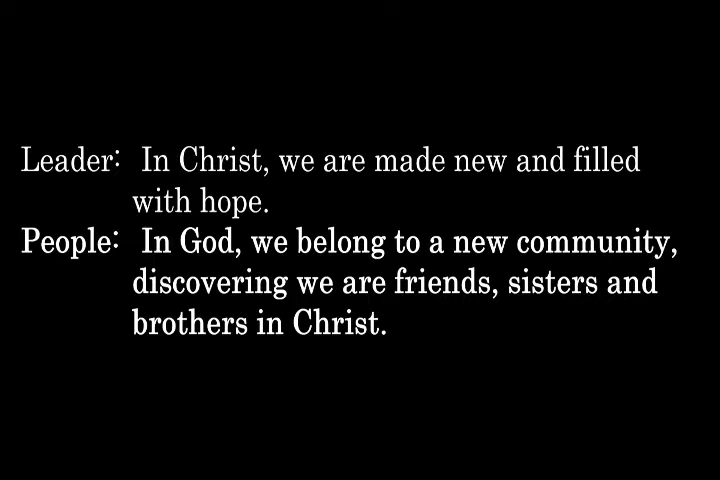 Leader: In Christ, we are made new and filled
with hope.
People: In God, we belong to a new community,
discovering we are friends, sisters and
brothers in Christ.